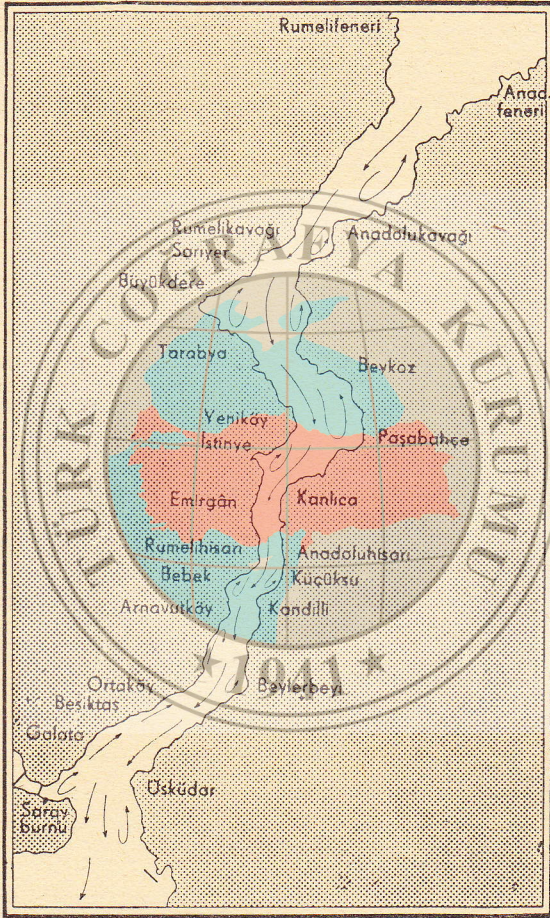 Rumelifeneri
Anad.
feneri
Rumelikavağı
Sarıyer
Anadolukavağı
Büyükdere
Tarabya
Beykoz
Yeniköy
İstinye
Paşabahçe
Emirgân
Kanlıca
Rumelihisarı
Anadoluhisarı
Bebek
Küçüksu
Arnavutköy
Kandilli
Ortaköy
Beylerbeyi
Beşiktaş
Galata
Üsküdar
Saray
burnu
TÜRK COĞRAFYA KURUMU
1941